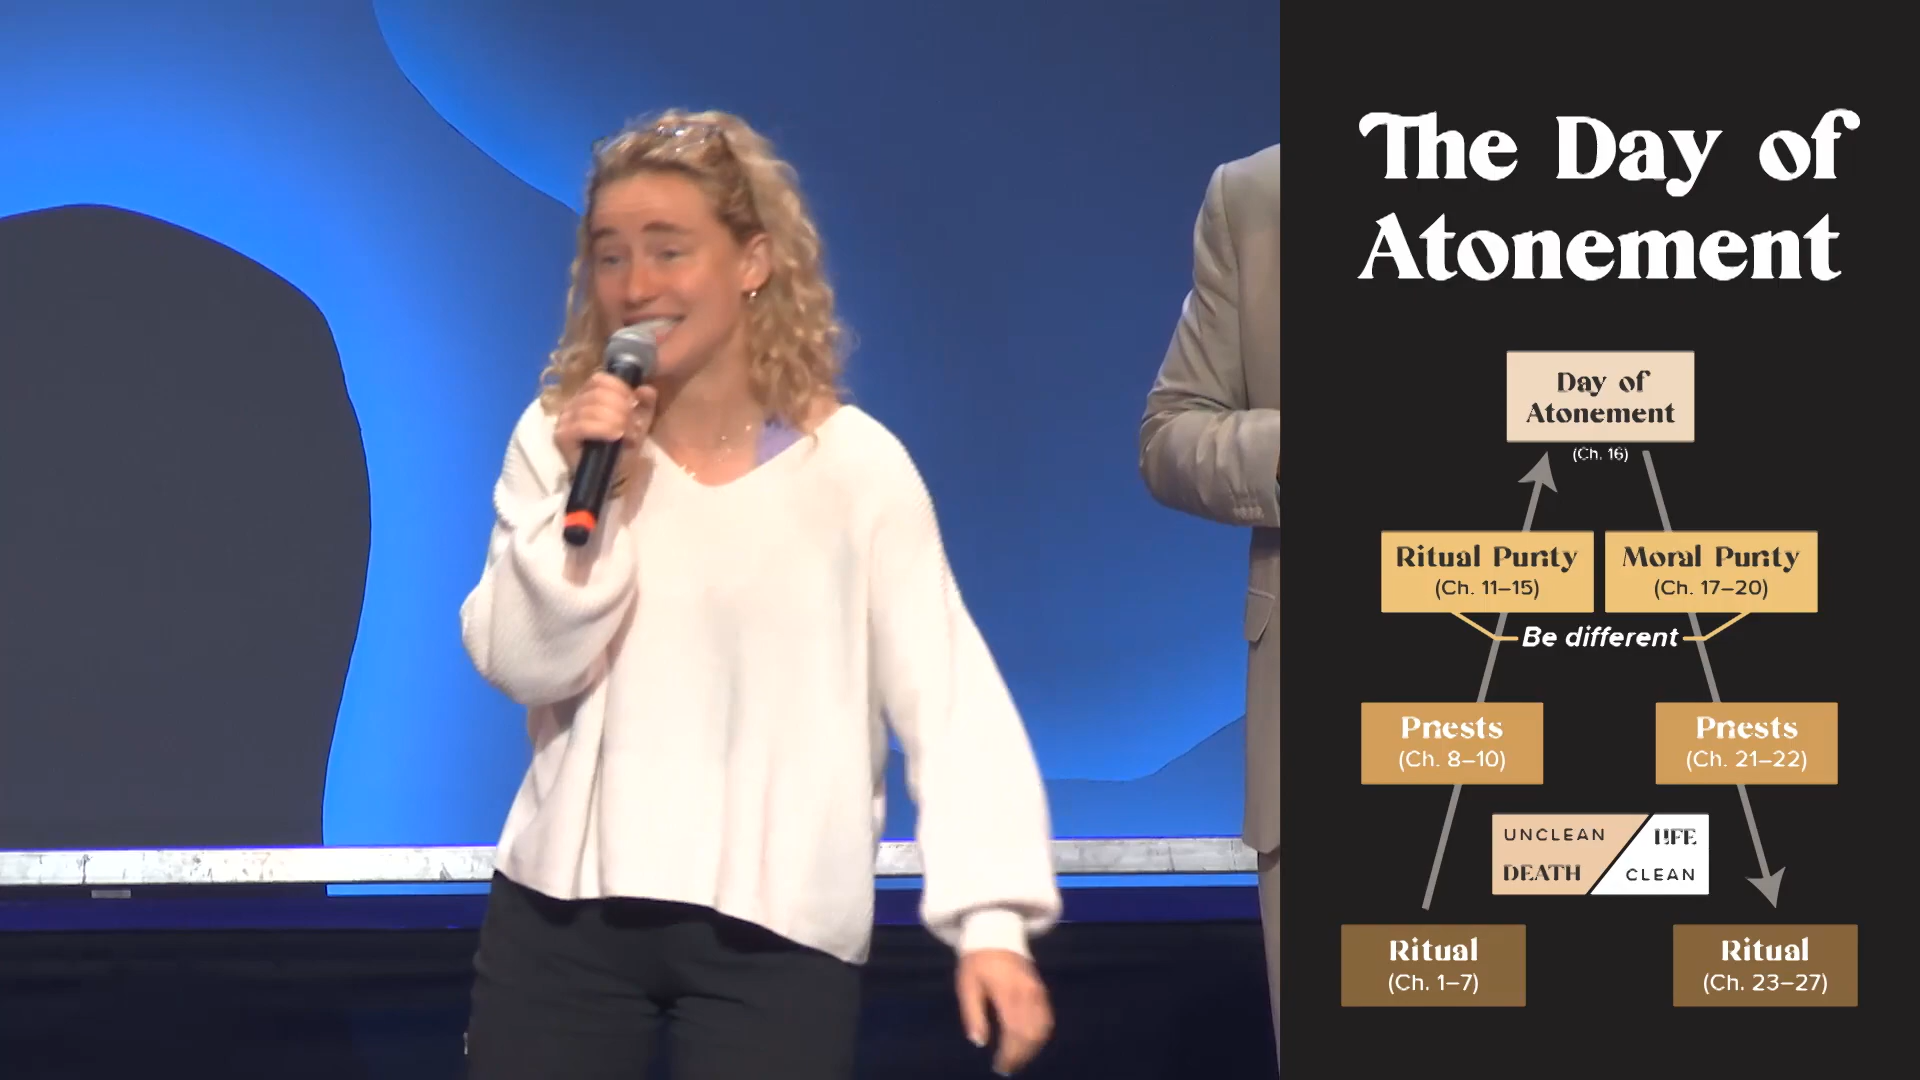 The Day of
Atonement
Day of
Atonement
(Ch. 16)
Ritual Purity
(Ch. 11–15)
Moral Purity
(Ch. 17–20)
Be different
Priests
(Ch. 8–10)
Priests
(Ch. 21–22)
UNCLEAN
DEATH
LIFE
CLEAN
Ritual
(Ch. 1–7)
Ritual
(Ch. 23–27)